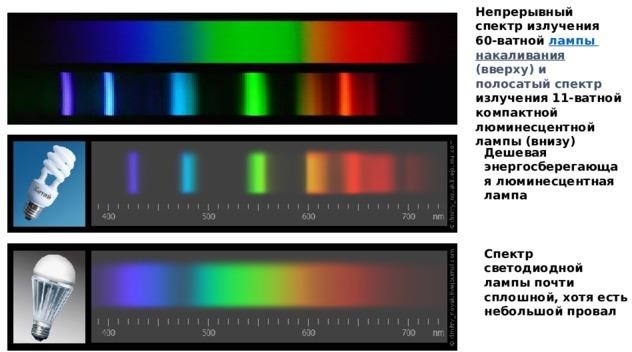 Непрерывный
спектр излучения
60-ватной лампы
накаливания
(вверху) и
полосатый спектр
излучения 11-ватной
компактной
люминесцентной
лампы (внизу)
Дешевая
энергосберегающа
я люминесцентная
лампа
400 500 600 700 nm
Спектр
светодиодной
лампы почти
сплошной, хотя есть
небольшой провал
400 500 600 700 nm